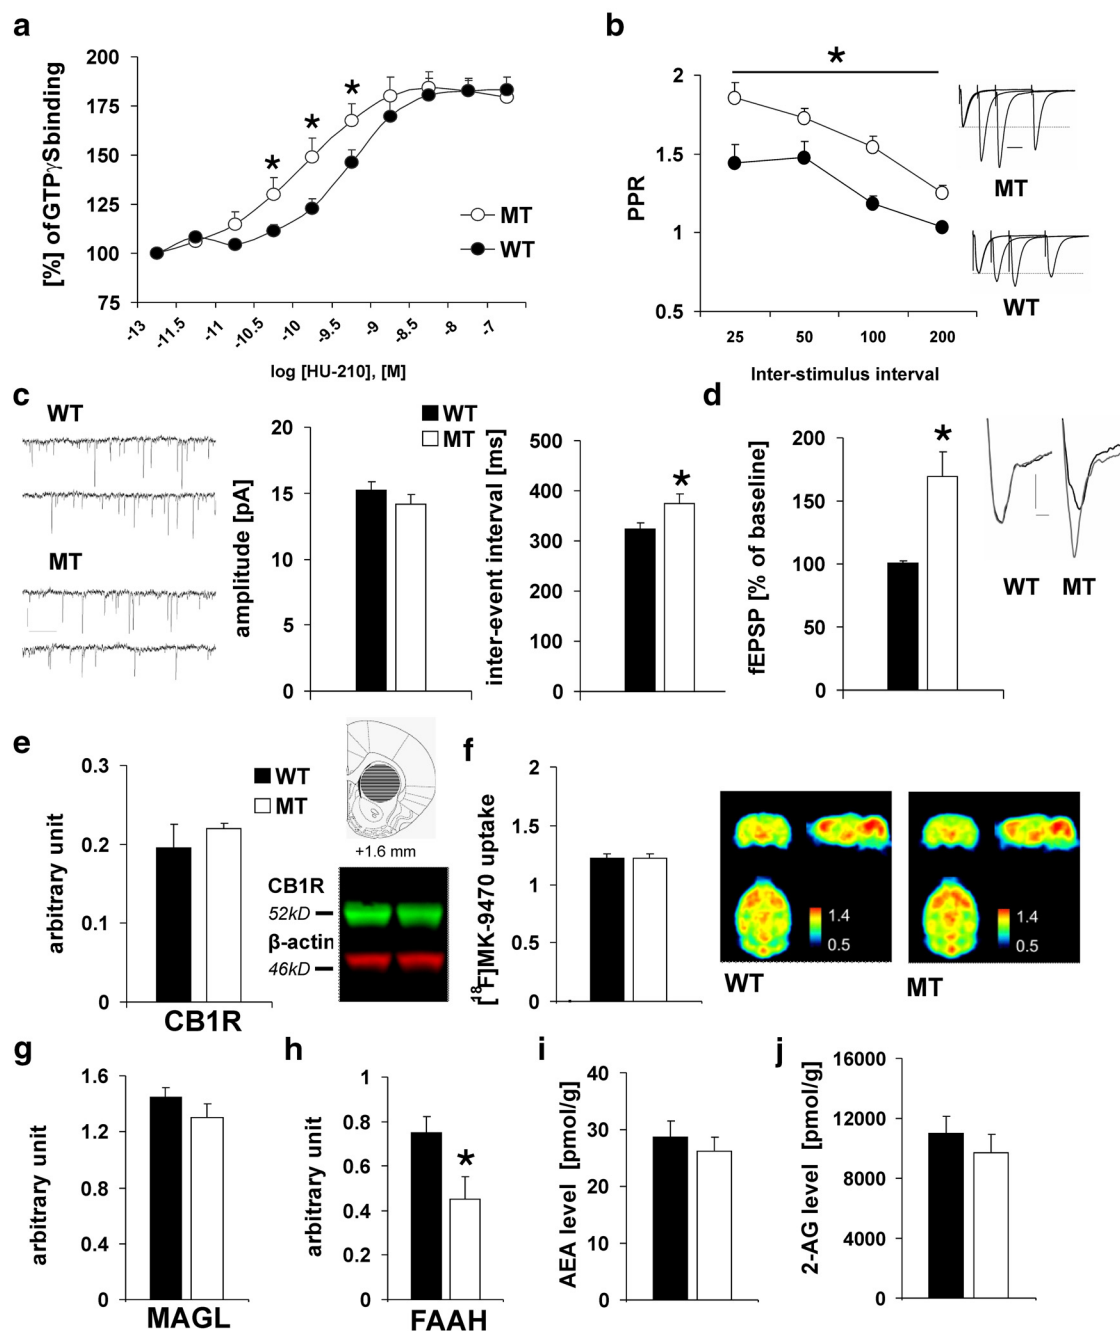 a
[%] of GTPγSbinding
200
175
150
125
100
75
*
*
*
MT
WT
-13
-11.5
-11
-10.5
-10
-9.5
-9
-8.5
-8
-7
log [HU-210], [M]
b
PPR
2
1.5
1
0.5
*
25 50 100 200
Inter-stimulus interval
MT
WT
c
WT
MT
amplitude [pA]
20
15
10
5
0
WT
MT
inter-event interval [ms]
500
400
300
200
100
0
*
d
fEPSP [% of baseline]
200
150
100
50
0
*
WT MT
e
arbitrary unit
0.3
0.2
0.1
0
CB1R
WT
MT
+1.6 mm
CB1R
52kD
β-actin
46kD
f
[18F]MK-9470 uptake
2
1.5
1
0.5
0
1.4
0.5
WT
1.4
0.5
MT
g
arbitrary unit
1.6
1.2
0.8
0.4
0
MAGL
h
arbitrary unit
1
0.8
0.6
0.4
0.2
0
*
FAAH
i
AEA level [pmol/g]
40
30
20
10
0
j
2-AG level [pmol/g]
16000
12000
8000
4000
0